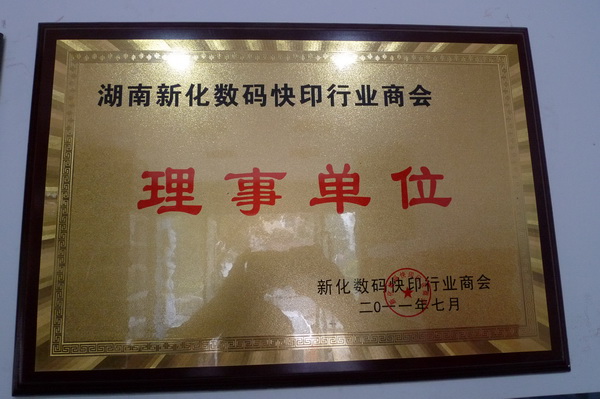 湖南新化数码快印行业商会
理事单位
新化数码快印行业商会
二0一一年七月